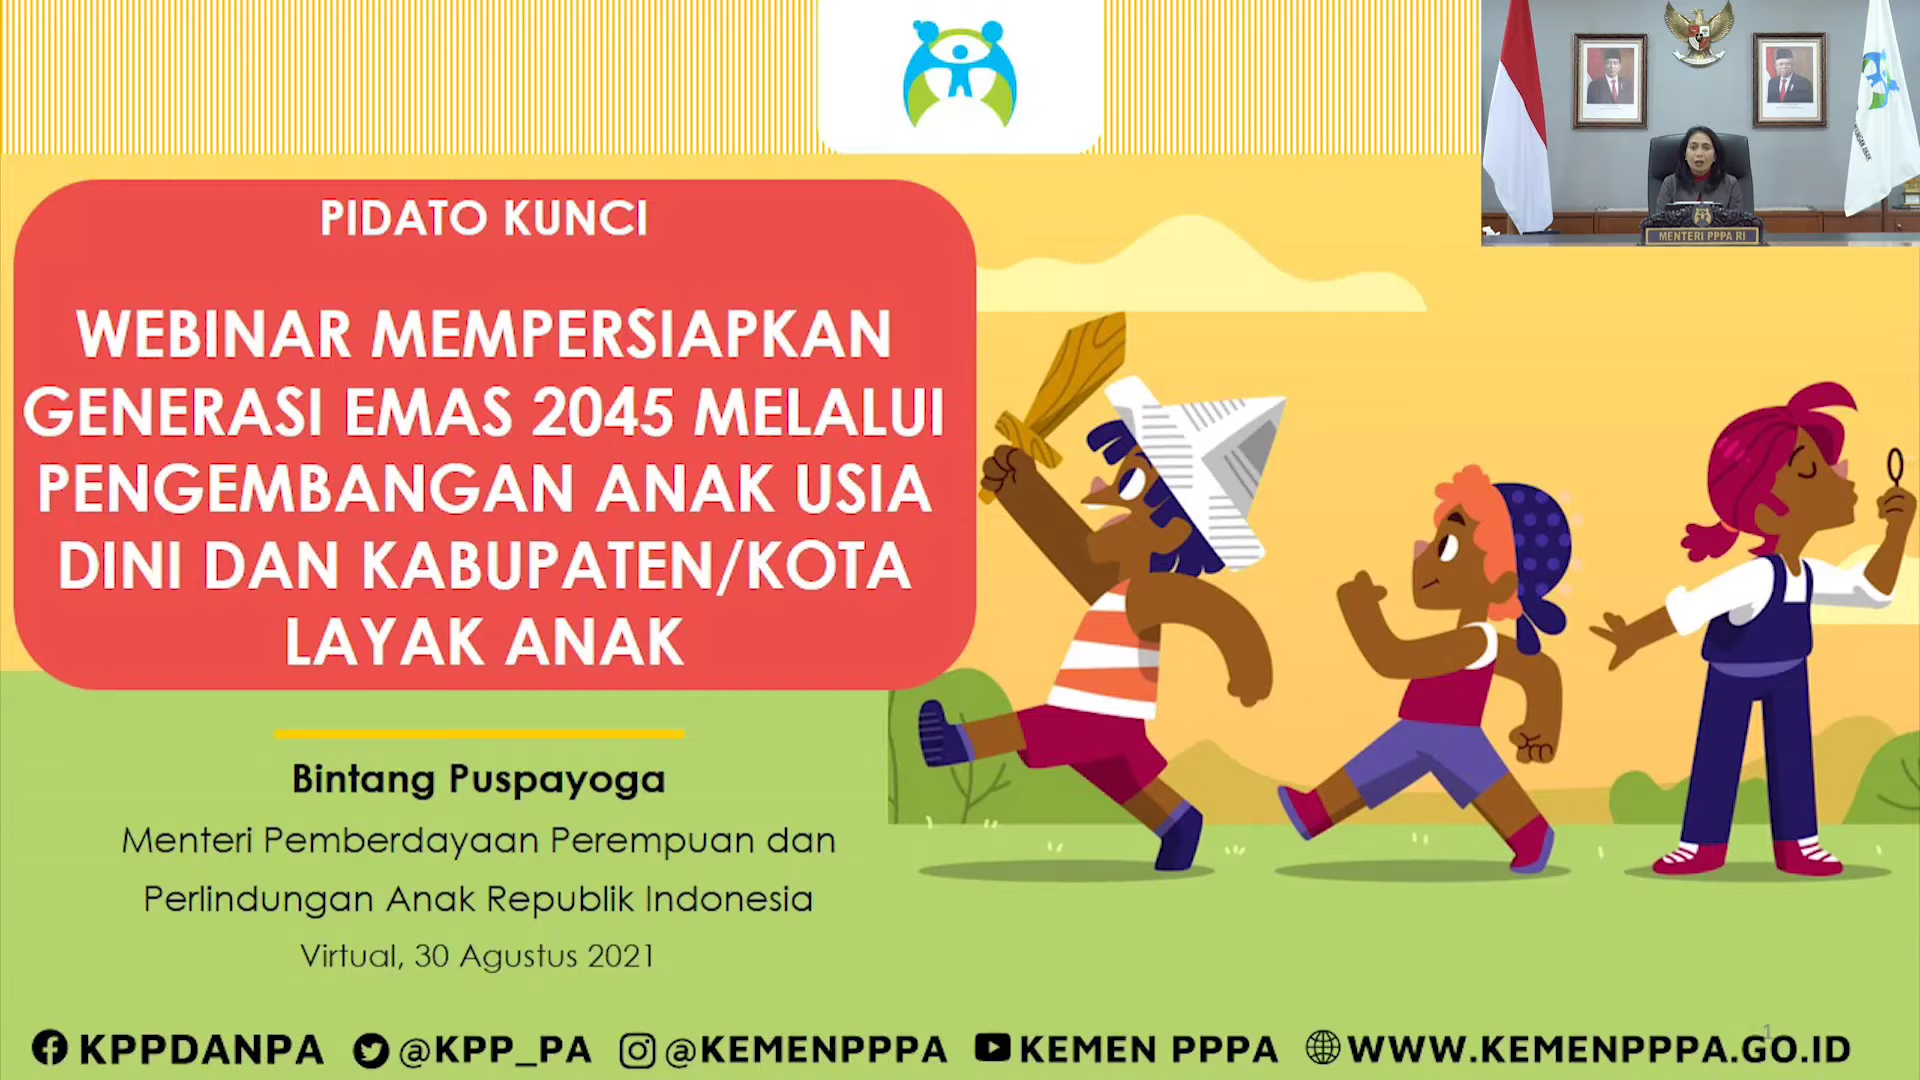 PIDATO KUNCI
WEBINAR MEMPERSIAPKAN
GENERASI EMAS 2045 MELALUI
PENGEMBANGAN ANAK USIA
DINI DAN KABUPATEN/KOTA
LAYAK ANAK
Bintang Puspayoga
Menteri Pemberdayaan Perempuan dan
Perlindungan Anak Republik Indonesia
Virtual, 30 Agustus 2021
MENTERI PPPA RI
KPPDANPA @KPP_PA @KEMENPPPA KEMEN PPPA WWW.KEMENPPPA.GO.ID
1